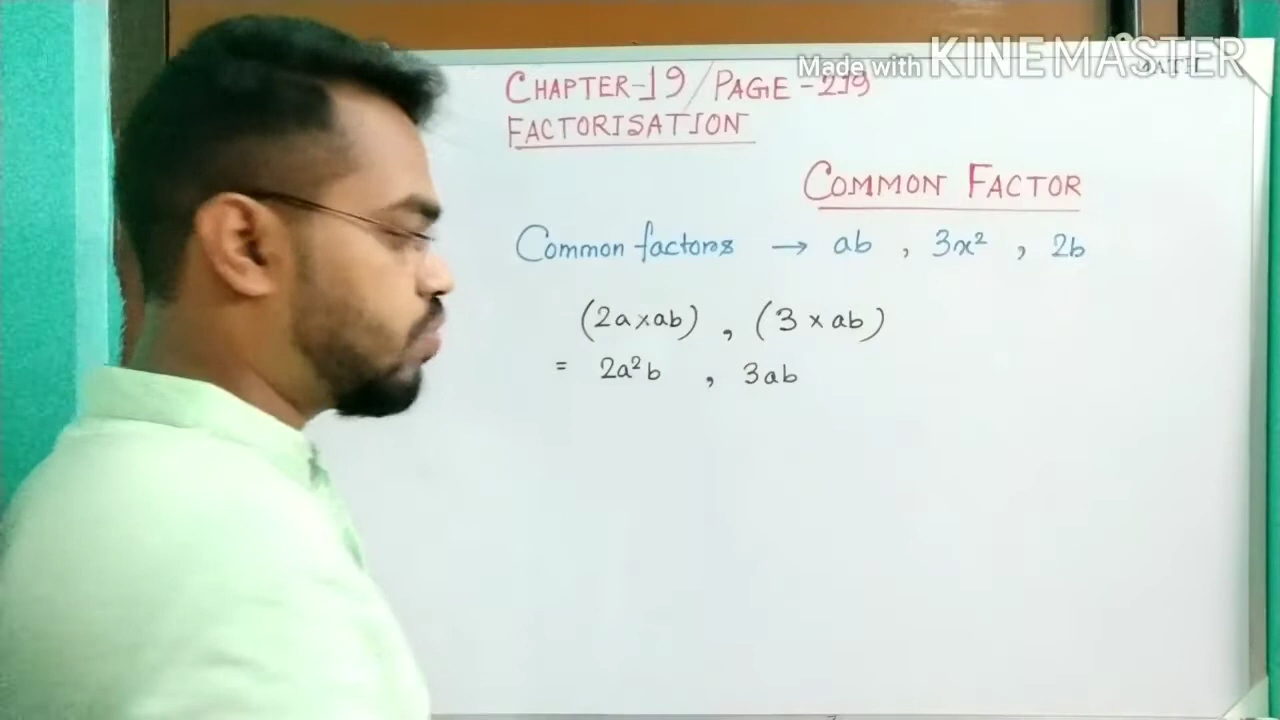 Made with KINEMASTER
MATH
CHAPTER-19/PAGE-219
FACTORISATION
COMMON FACTOR
Common factors → ab , 3x² , 2b
(2a×ab) , (3×ab)
= 2a²b , 3ab